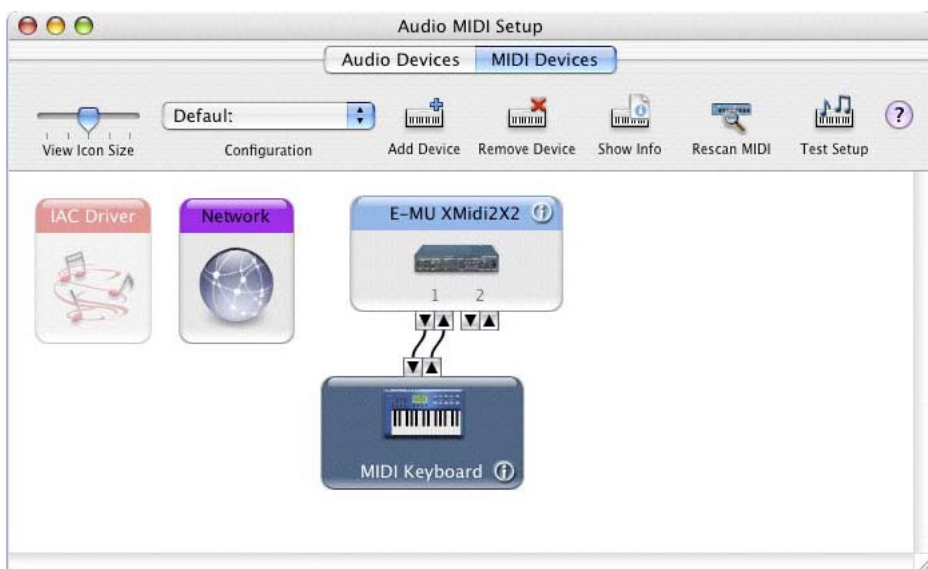 Audio MIDI Setup
Audio Devices MIDI Devices
Defaul:
View Icon Size Configuration Add Device Remove Device Show Info Rescan MIDI Test Setup ?
IAC Driver Network E-MU XMidi2X2 i
1 2
MIDI Keyboard i